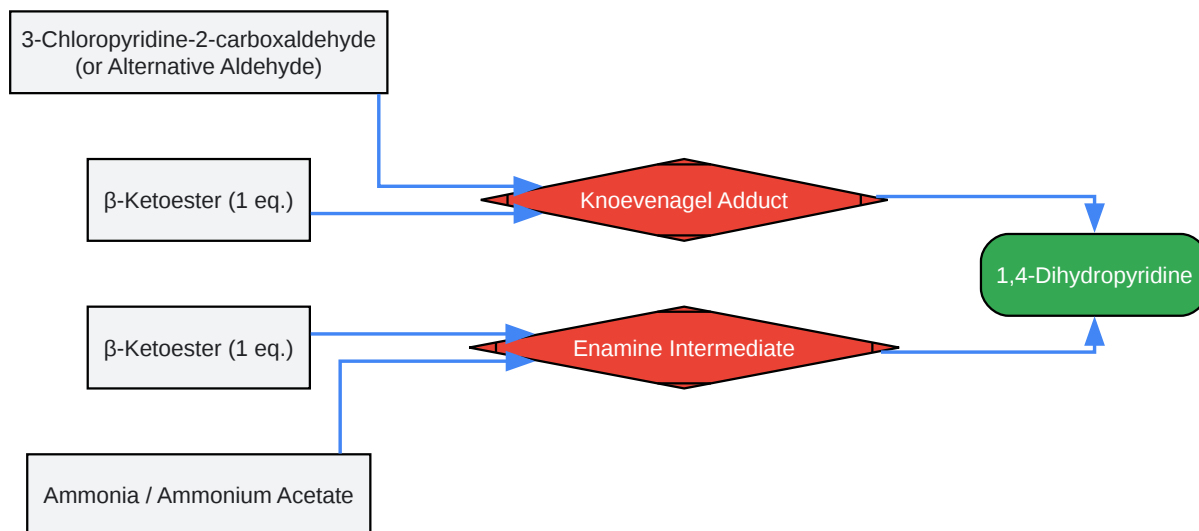 3-Chloropyridine-2-carboxaldehyde
(or Alternative Aldehyde)
β-Ketoester (1 eq.)
Knoevenagel Adduct
1,4-Dihydropyridine
β-Ketoester (1 eq.)
Enamine Intermediate
Ammonia / Ammonium Acetate